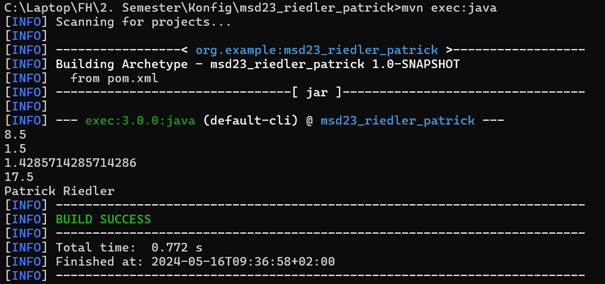 C:\Laptop\FH\2. Semester\Konfig\msd23_riedler_patrick>mvn exec:java
[INFO] Scanning for projects...
[INFO]
[INFO] ----------------< org.example:msd23_riedler_patrick >-----------------
[INFO] Building Archetype - msd23_riedler_patrick 1.0-SNAPSHOT
[INFO]   from pom.xml
[INFO] --------------------------------[ jar ]---------------------------------
[INFO]
[INFO] --- exec:3.0.0:java (default-cli) @ msd23_riedler_patrick ---
8.5
1.5
1.4285714285714286
17.5
Patrick Riedler
[INFO] ------------------------------------------------------------------------
[INFO] BUILD SUCCESS
[INFO] ------------------------------------------------------------------------
[INFO] Total time:  0.772 s
[INFO] Finished at: 2024-05-16T09:36:58+02:00
[INFO] ------------------------------------------------------------------------